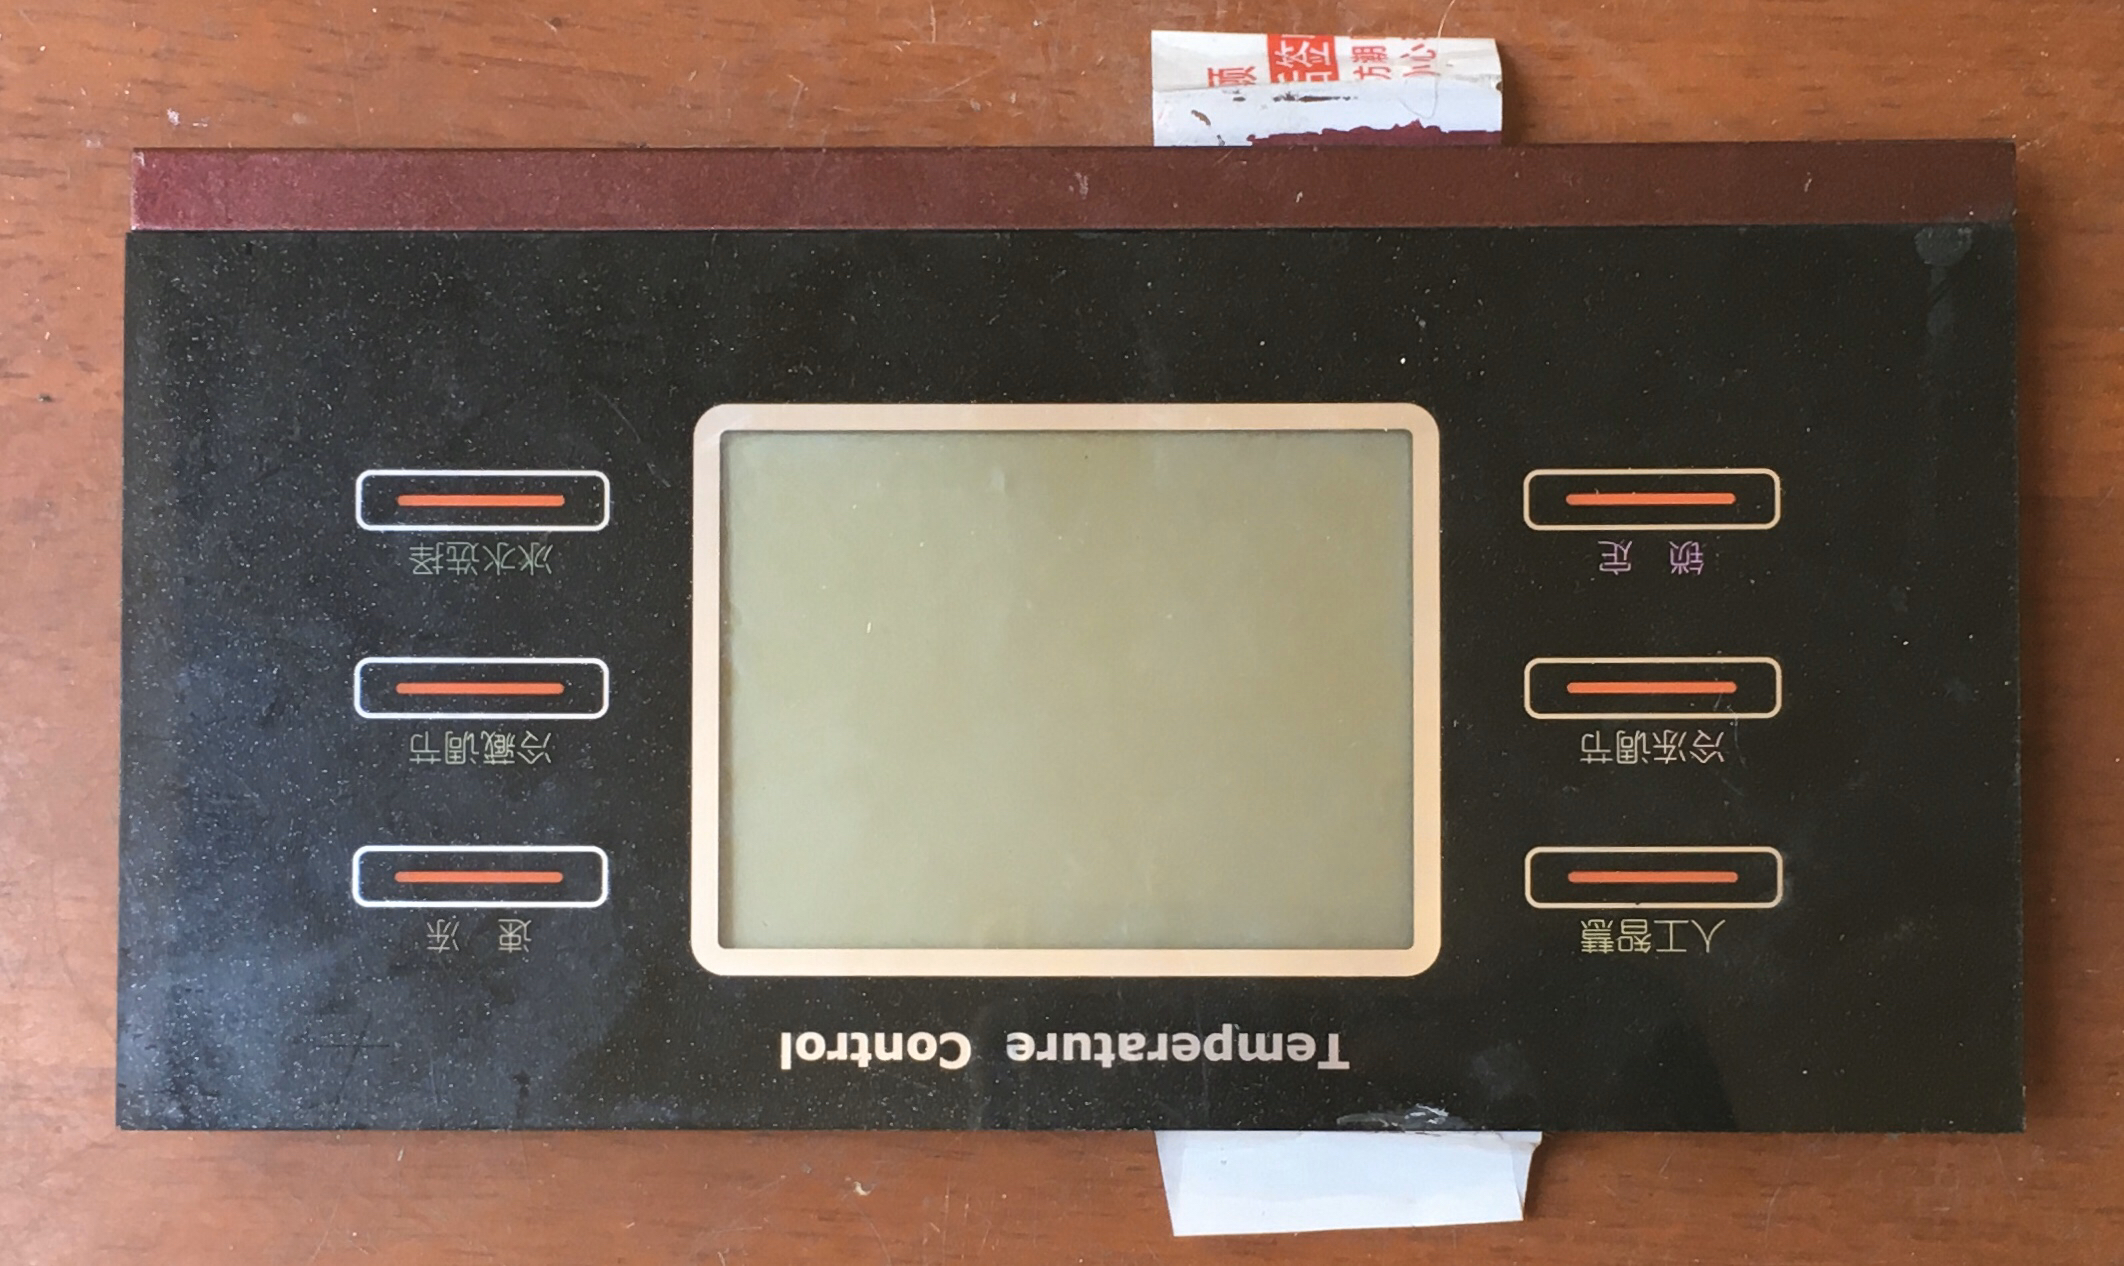 Temperature Control
人工智慧
速 冻
冷冻调节
冷藏调节
锁 定
冰水选择